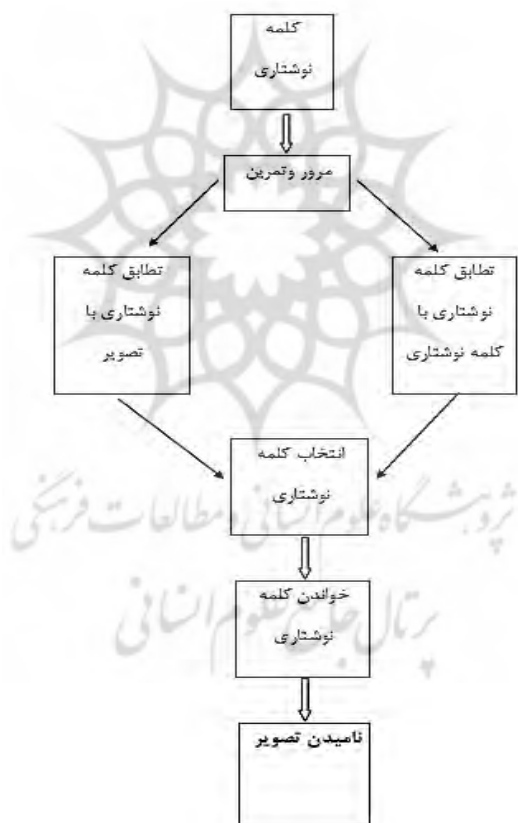 کلمه
نوشتاری
مرور وتمرین
تطابق کلمه
نوشتاری با
کلمه نوشتاری
تطابق کلمه
نوشتاری با
تصویر
انتخاب کلمه
نوشتاری
پژوهشگاه علوم انسانی و مطالعات فرهنگی
خواندن کلمه
نوشتاری
پرتال جامع علوم انسانی
نامیدن تصویر